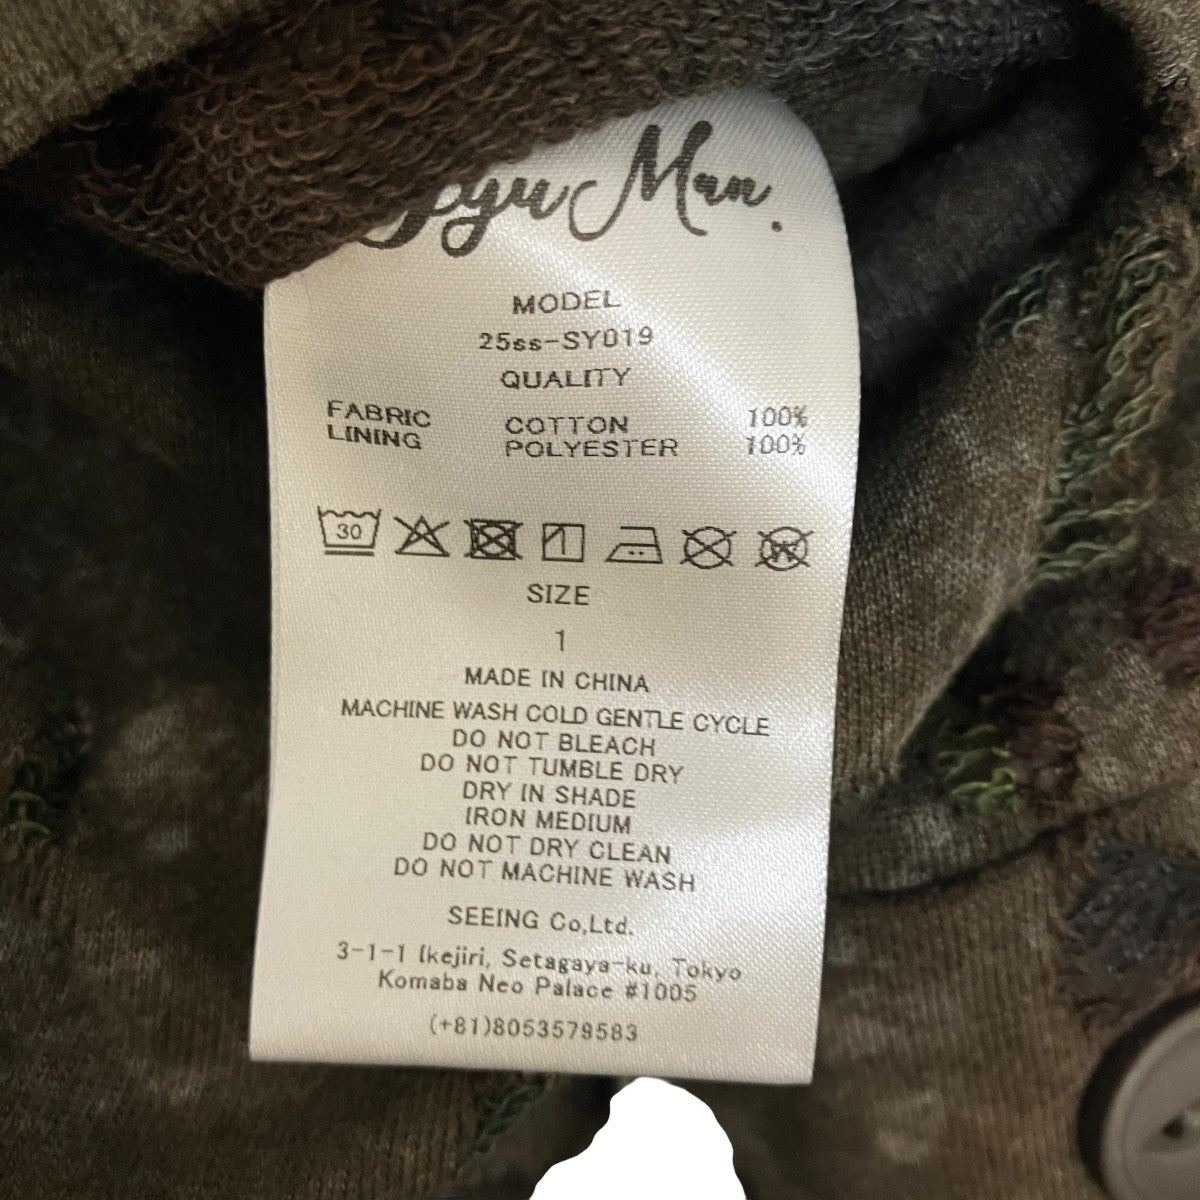 Man.
MODEL
25ss-SY019
QUALITY
FABRIC COTTON 100%
LINING POLYESTER 100%
30
SIZE
1
MADE IN CHINA
MACHINE WASH COLD GENTLE CYCLE
DO NOT BLEACH
DO NOT TUMBLE DRY
DRY IN SHADE
IRON MEDIUM
DO NOT DRY CLEAN
DO NOT MACHINE WASH
SEEING Co,Ltd.
3-1-1 Ikejiri, Setagaya-ku, Tokyo
Komaba Neo Palace #1005
(+81)8053579583